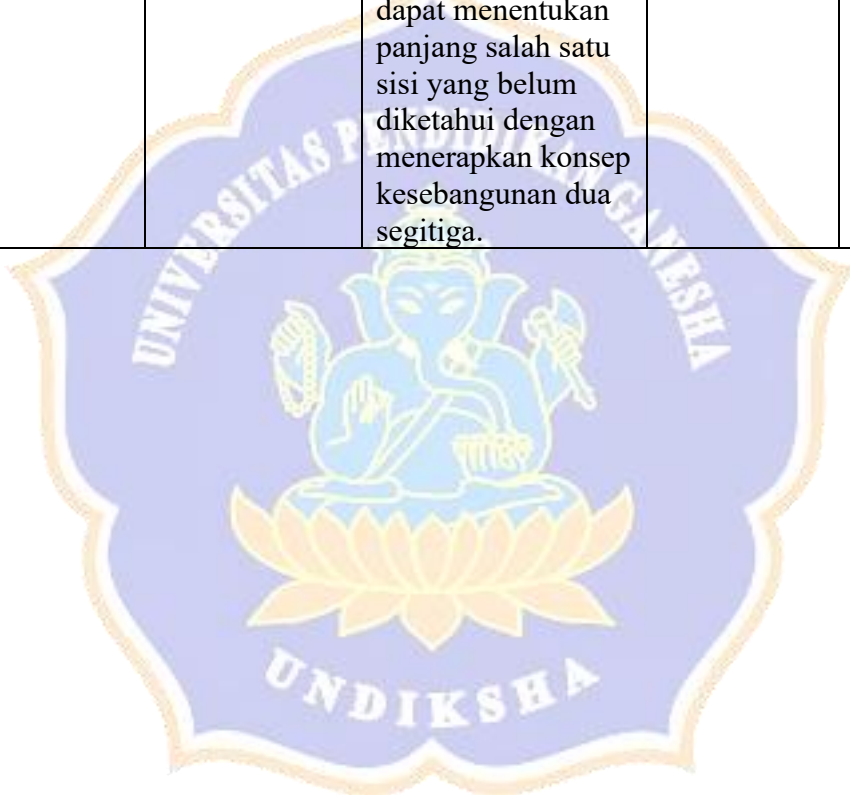 dapat menentukan
panjang salah satu
sisi yang belum
diketahui dengan
menerapkan konsep
kesebangunan dua
segitiga.
UNIVERSITAS PENDIDIKAN GANESHA
UNDIKSHA